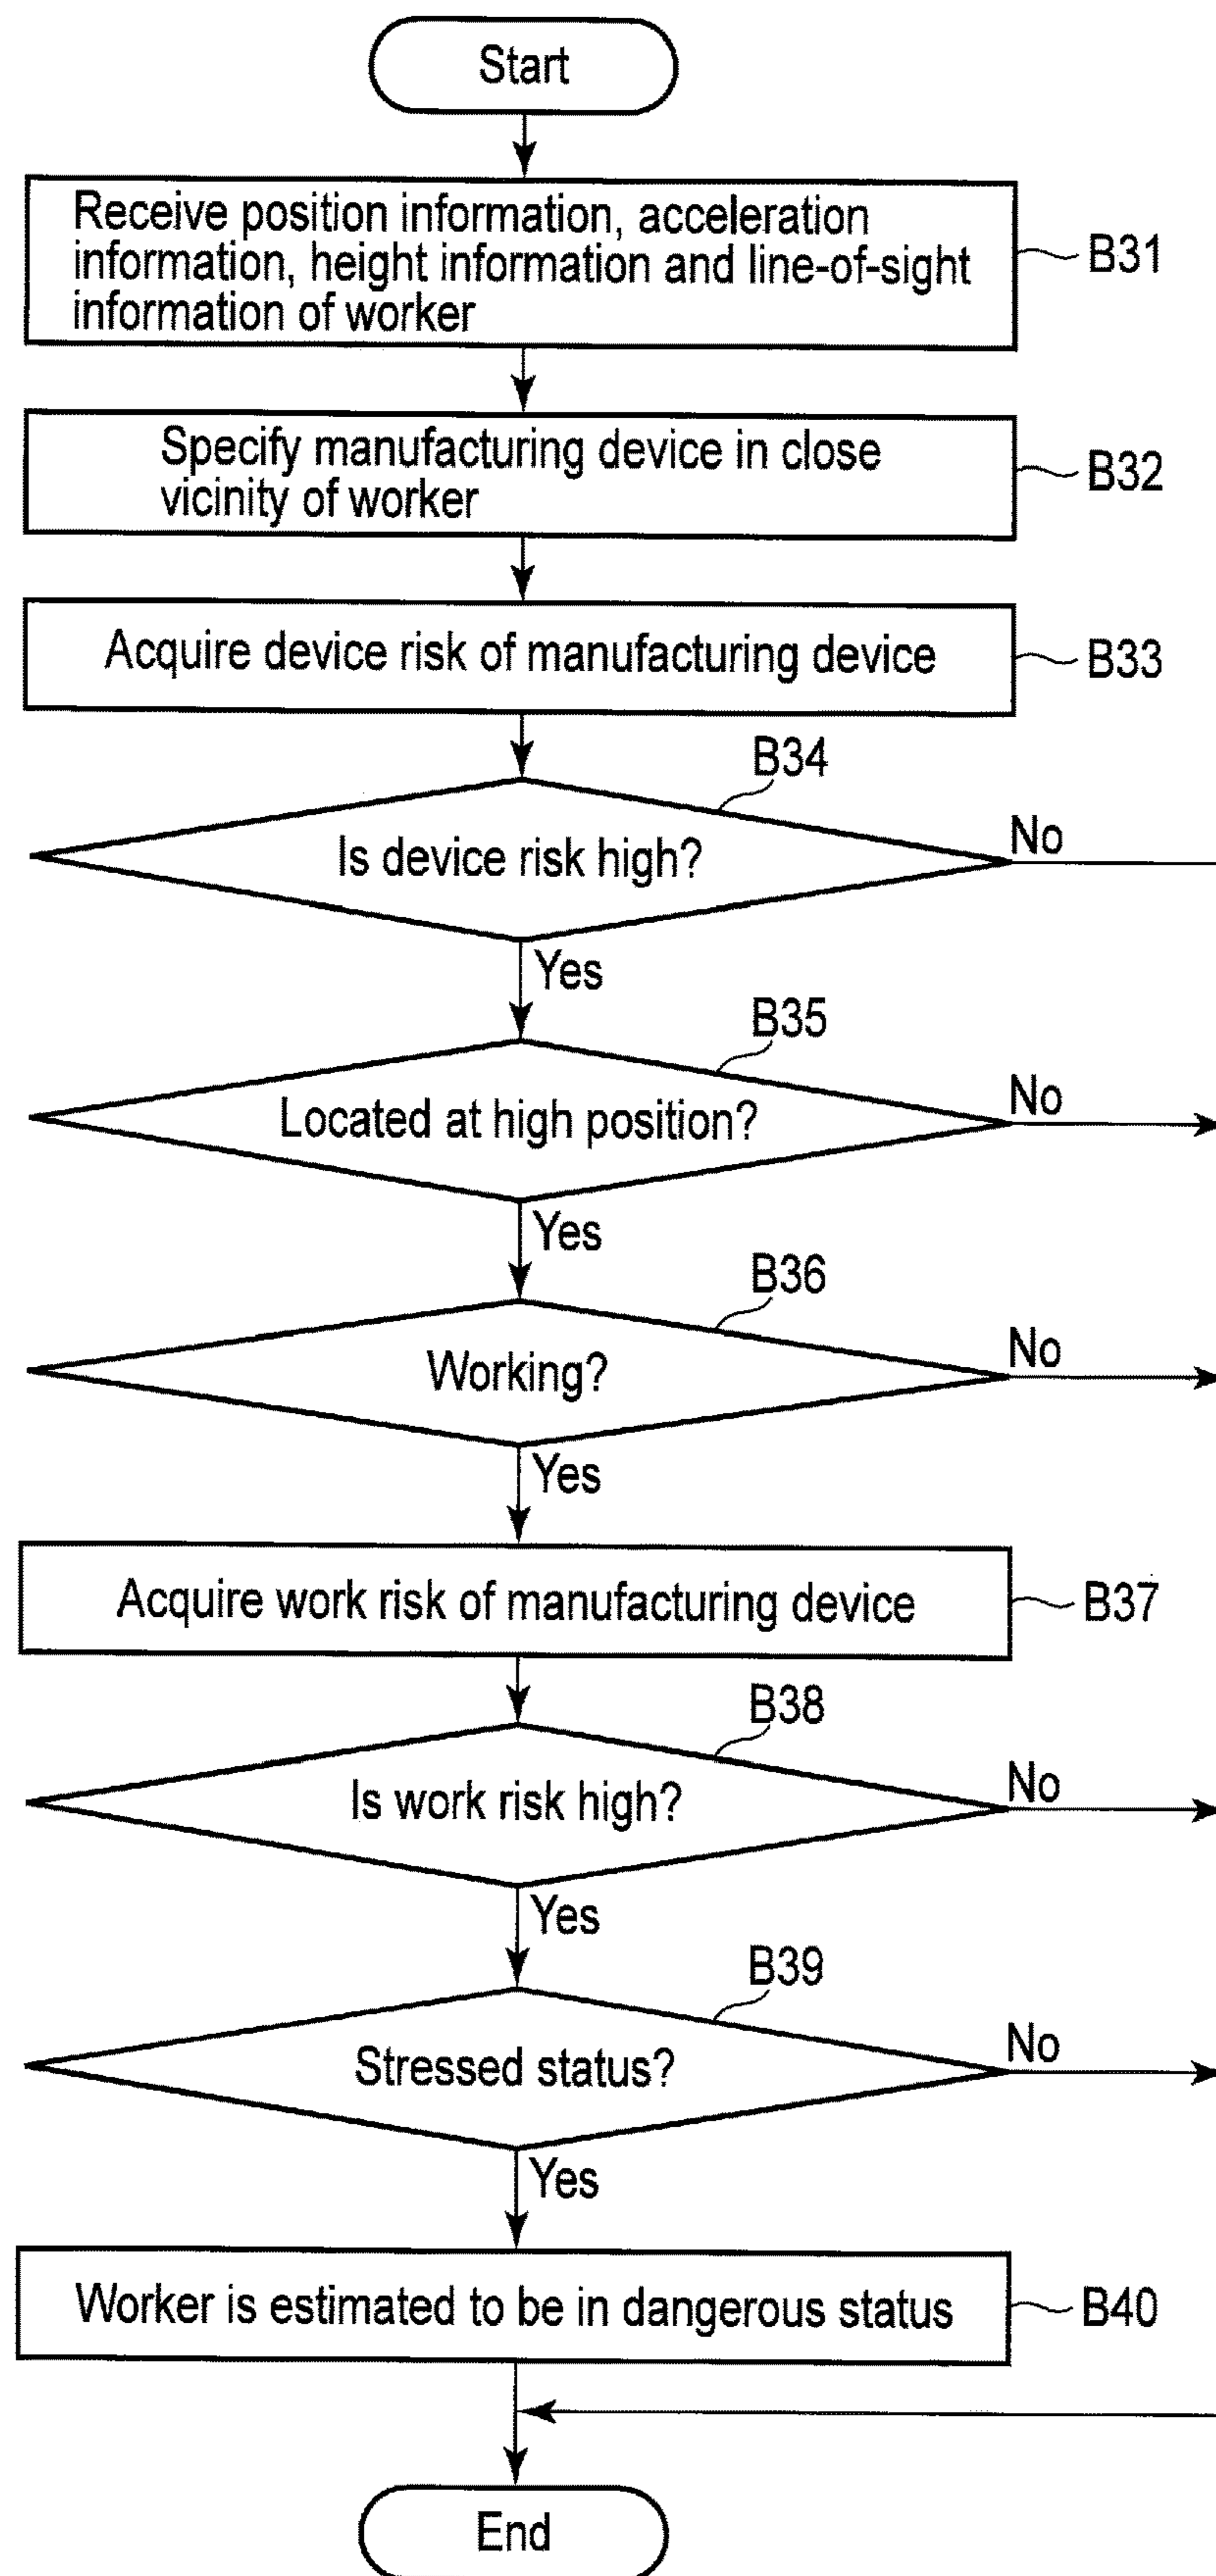 Start
Receive position information, acceleration
information, height information and line-of-sight
information of worker
B31
Specify manufacturing device in close
vicinity of worker
B32
Acquire device risk of manufacturing device
B33
B34
Is device risk high?
No
Yes
B35
Located at high position?
No
Yes
B36
Working?
No
Yes
Acquire work risk of manufacturing device
B37
B38
Is work risk high?
No
Yes
B39
Stressed status?
No
Yes
Worker is estimated to be in dangerous status
B40
End